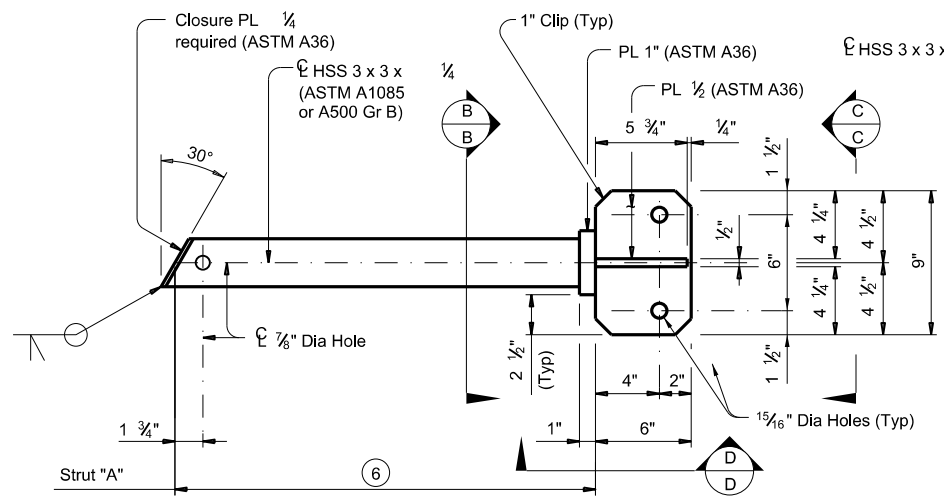 Closure PL ¼
required (ASTM A36)
℄ HSS 3 x 3 x ¼
(ASTM A1085
or A500 Gr B)
30°
1" Clip (Typ)
PL 1" (ASTM A36)
PL ½ (ASTM A36)
5 ¾"
¼"
℄ HSS 3 x 3 x
B
B
C
C
1 ½"
½"
6"
4 ¼"
4 ½"
9"
4 ¼"
4 ½"
1 ½"
℄ ⅞" Dia Hole
2 ½"
(Typ)
4"
2"
15/16" Dia Holes (Typ)
1 ¾"
1"
6"
Strut "A"
6
D
D